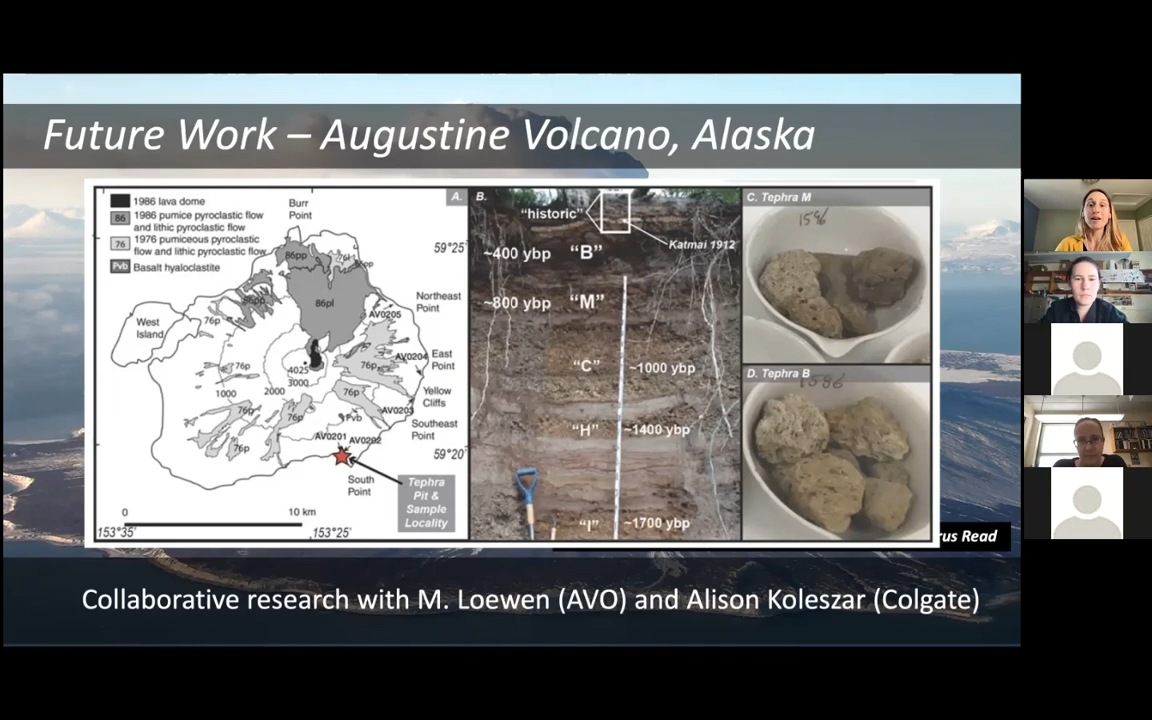 Future Work – Augustine Volcano, Alaska
1986 lava dome
86
1986 pumice pyroclastic flow
and lithic pyroclastic flow
76
1976 pumiceous pyroclastic
flow and lithic pyroclastic flow
Pvb
Basalt hyaloclastite
A.
Burr
Point
59°25'
86pp
86pp
86pl
Northeast
Point
West
Island
76p
AV0205
AV0204
East
Point
76p
76p
4025
3000
2000
1000
76p
Yellow
Cliffs
76p
76p
Pvb
AV0203
Southeast
Point
76p
AV0201
AV0202
59°20'
South
Point
Tephra
Pit &
Sample
Locality
0
10 km
153°35'
153°25'
B.
"historic"
Katmai 1912
~400 ybp
"B"
~800 ybp
"M"
"C"
~1000 ybp
"H"
~1400 ybp
"I"
~1700 ybp
C. Tephra M
1596
D. Tephra B
1586
rus Read
Collaborative research with M. Loewen (AVO) and Alison Koleszar (Colgate)